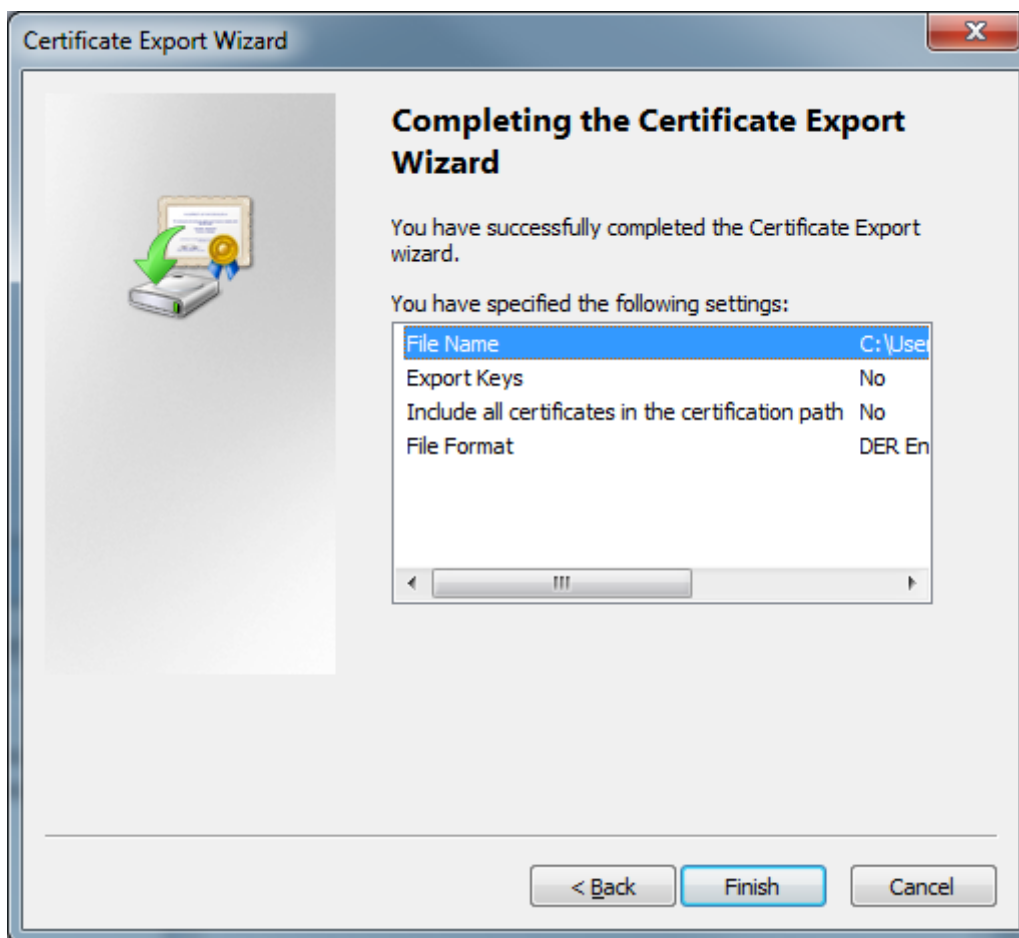 Certificate Export Wizard
Completing the Certificate Export
Wizard
You have successfully completed the Certificate Export
wizard.
You have specified the following settings:
File Name C:\User
Export Keys No
Include all certificates in the certification path No
File Format DER En
< Back Finish Cancel